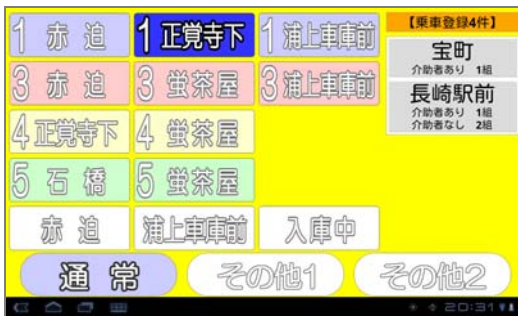 1 赤迫
1 正覚寺下
1 浦上車庫前
【乗車登録4件】
宝町
介助者あり 1組
長崎駅前
介助者あり 1組
介助者なし 2組
3 赤迫
3 蛍茶屋
3 浦上車庫前
4 正覚寺下
4 蛍茶屋
5 石橋
5 蛍茶屋
赤迫
浦上車庫前
入庫中
通常
その他1
その他2
20:31